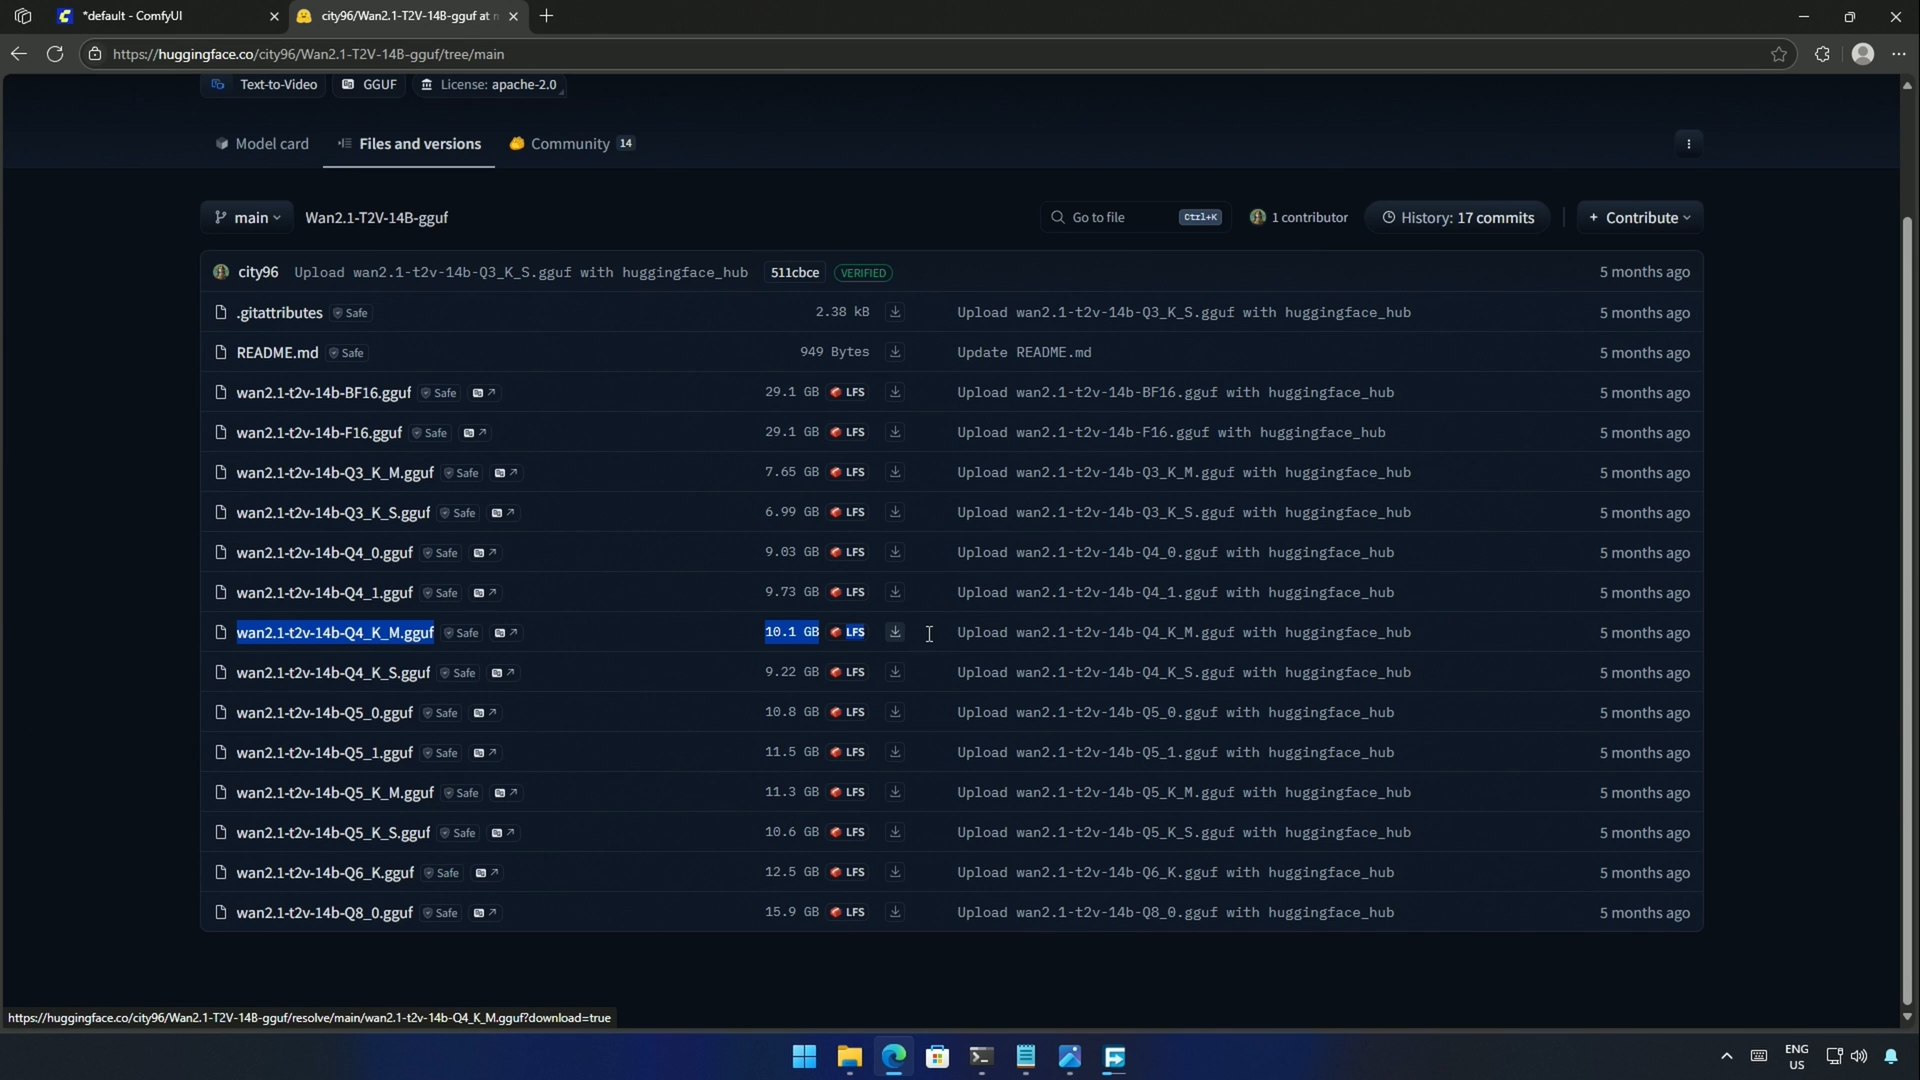 *default - ComfyUI
city96/Wan2.1-T2V-14B-gguf at
https://huggingface.co/city96/Wan2.1-T2V-14B-gguf/tree/main
Text-to-Video GGUF License: apache-2.0
Model card Files and versions Community 14
main Wan2.1-T2V-14B-gguf Go to file Ctrl+K 1 contributor History: 17 commits + Contribute
city96 Upload wan2.1-t2v-14b-Q3_K_S.gguf with huggingface_hub 511cbce VERIFIED 5 months ago
.gitattributes Safe 2.38 kB Upload wan2.1-t2v-14b-Q3_K_S.gguf with huggingface_hub 5 months ago
README.md Safe 949 Bytes Update README.md 5 months ago
wan2.1-t2v-14b-BF16.gguf Safe 29.1 GB LFS Upload wan2.1-t2v-14b-BF16.gguf with huggingface_hub 5 months ago
wan2.1-t2v-14b-F16.gguf Safe 29.1 GB LFS Upload wan2.1-t2v-14b-F16.gguf with huggingface_hub 5 months ago
wan2.1-t2v-14b-Q3_K_M.gguf Safe 7.65 GB LFS Upload wan2.1-t2v-14b-Q3_K_M.gguf with huggingface_hub 5 months ago
wan2.1-t2v-14b-Q3_K_S.gguf Safe 6.99 GB LFS Upload wan2.1-t2v-14b-Q3_K_S.gguf with huggingface_hub 5 months ago
wan2.1-t2v-14b-Q4_0.gguf Safe 9.03 GB LFS Upload wan2.1-t2v-14b-Q4_0.gguf with huggingface_hub 5 months ago
wan2.1-t2v-14b-Q4_1.gguf Safe 9.73 GB LFS Upload wan2.1-t2v-14b-Q4_1.gguf with huggingface_hub 5 months ago
wan2.1-t2v-14b-Q4_K_M.gguf Safe 10.1 GB LFS Upload wan2.1-t2v-14b-Q4_K_M.gguf with huggingface_hub 5 months ago
wan2.1-t2v-14b-Q4_K_S.gguf Safe 9.22 GB LFS Upload wan2.1-t2v-14b-Q4_K_S.gguf with huggingface_hub 5 months ago
wan2.1-t2v-14b-Q5_0.gguf Safe 10.8 GB LFS Upload wan2.1-t2v-14b-Q5_0.gguf with huggingface_hub 5 months ago
wan2.1-t2v-14b-Q5_1.gguf Safe 11.5 GB LFS Upload wan2.1-t2v-14b-Q5_1.gguf with huggingface_hub 5 months ago
wan2.1-t2v-14b-Q5_K_M.gguf Safe 11.3 GB LFS Upload wan2.1-t2v-14b-Q5_K_M.gguf with huggingface_hub 5 months ago
wan2.1-t2v-14b-Q5_K_S.gguf Safe 10.6 GB LFS Upload wan2.1-t2v-14b-Q5_K_S.gguf with huggingface_hub 5 months ago
wan2.1-t2v-14b-Q6_K.gguf Safe 12.5 GB LFS Upload wan2.1-t2v-14b-Q6_K.gguf with huggingface_hub 5 months ago
wan2.1-t2v-14b-Q8_0.gguf Safe 15.9 GB LFS Upload wan2.1-t2v-14b-Q8_0.gguf with huggingface_hub 5 months ago
https://huggingface.co/city96/Wan2.1-T2V-14B-gguf/resolve/main/wan2.1-t2v-14b-Q4_K_M.gguf?download=true
ENG
US